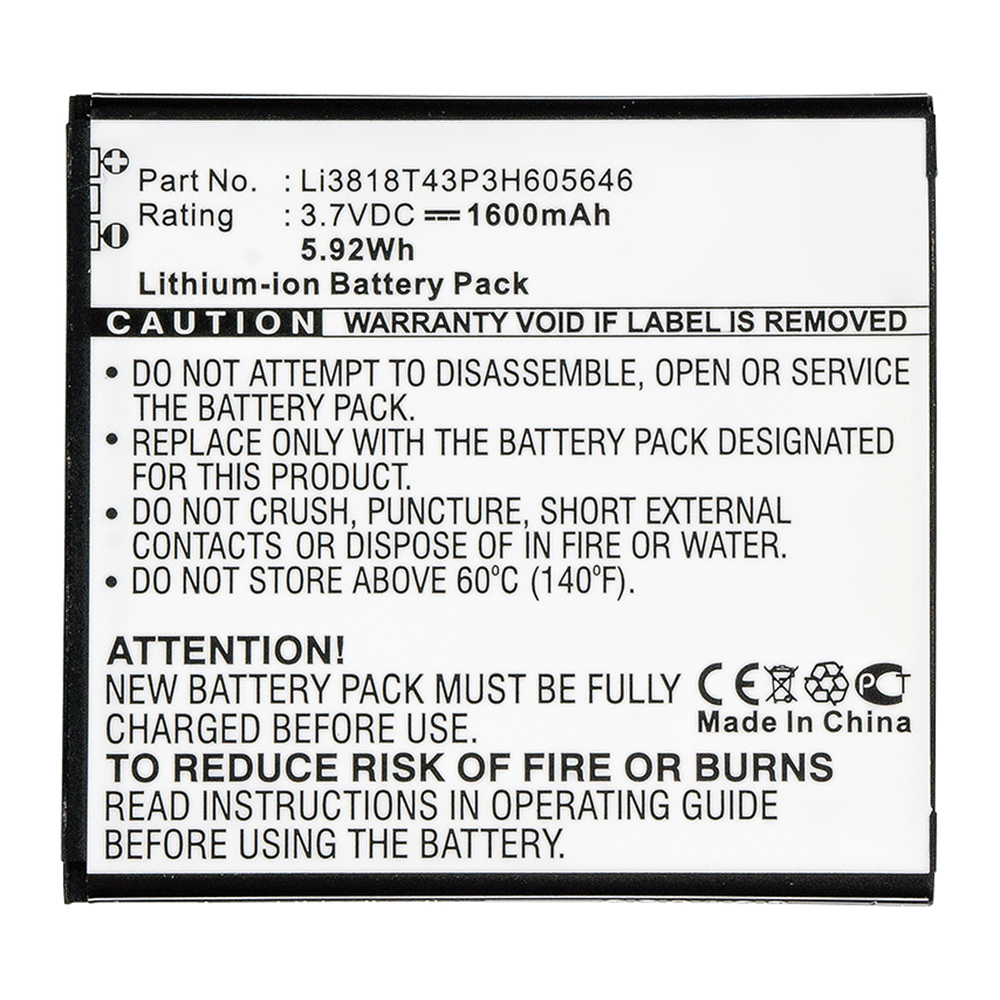 Part No. : Li3818T43P3H605646
Rating : 3.7VDC 1600mAh
5.92Wh
Lithium-ion Battery Pack
CAUTION WARRANTY VOID IF LABEL IS REMOVED
• DO NOT ATTEMPT TO DISASSEMBLE, OPEN OR SERVICE
THE BATTERY PACK.
• REPLACE ONLY WITH THE BATTERY PACK DESIGNATED
FOR THIS PRODUCT.
• DO NOT CRUSH, PUNCTURE, SHORT EXTERNAL
CONTACTS OR DISPOSE OF IN FIRE OR WATER.
• DO NOT STORE ABOVE 60°C (140°F).
ATTENTION!
NEW BATTERY PACK MUST BE FULLY
CHARGED BEFORE USE.
CE PCT
Made In China
TO REDUCE RISK OF FIRE OR BURNS
READ INSTRUCTIONS IN OPERATING GUIDE
BEFORE USING THE BATTERY.